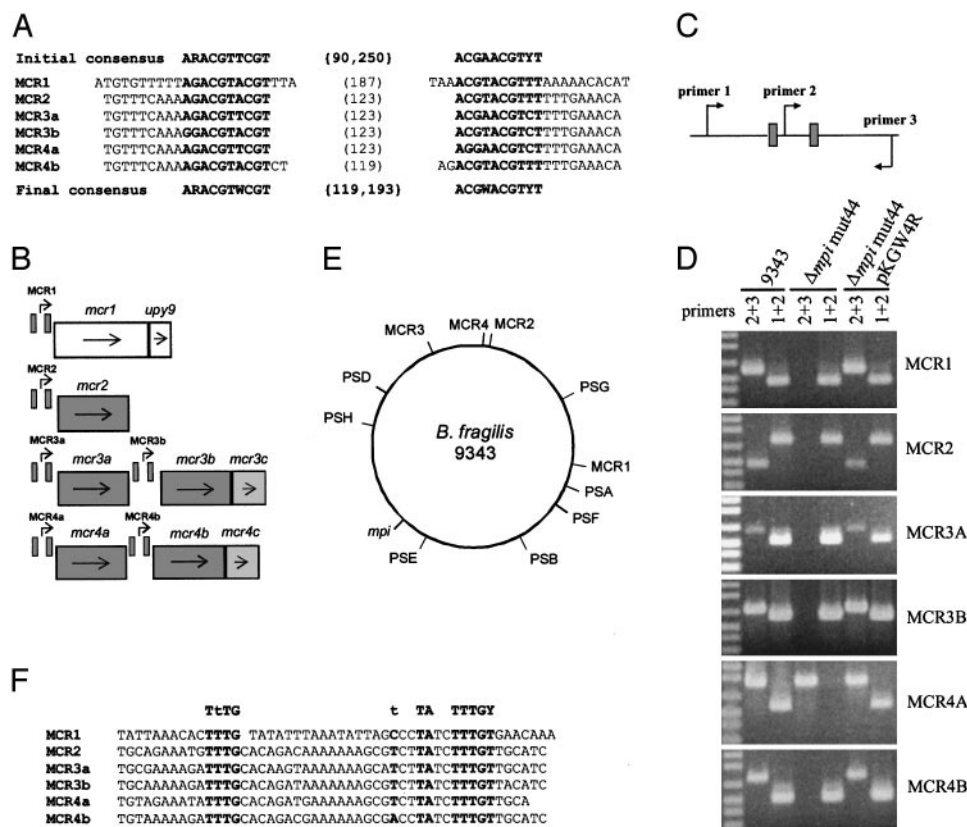 A
Initial consensus ARACGTTCGT {90,250} ACGAACGTYT
MCR1 ATGTGTTTTTAGACGTACGTTTA (187) TAAACGTACGTTTAAAAACACAT
MCR2 TGTTTCAAAAGACGTACGT (123) ACGTACGTTTTTTGAAACA
MCR3a TGTTTCAAAAGACGTTCGT (123) ACGAACGTCTTTTGAAACA
MCR3b TGTTTCAAAGGACGTACGT (123) ACGTACGTCTTTTGAAACA
MCR4a TGTTTCAAAAGACGTTCGT (123) AGGAACGTCTTTTGAAACA
MCR4b TGTTTCAAAAGACGTACGTCT (119) AGACGTACGTTTTTTGAAACA
Final consensus ARACGTWCGT {119,193} ACGWACGTYT
B
MCR1
mcr1 upy9
MCR2
mcr2
MCR3a MCR3b
mcr3a mcr3b mcr3c
MCR4a MCR4b
mcr4a mcr4b mcr4c
E
MCR3 MCR4 MCR2
PSD PSG
PSH
B. fragilis
9343
MCR1
PSA
mpi PSF
PSE PSB
C
primer 1 primer 2
primer 3
D
9343 Δmpi mut44 Δmpi mut44 pKGW4R
primers 2+3 1+2 2+3 1+2 2+3 1+2
MCR1
MCR2
MCR3A
MCR3B
MCR4A
MCR4B
F
TtTG t TA TTTGY
MCR1 TATTAAACACTTTG TATATTTAAATATTAGCCCTATCTTTGTGAACAAA
MCR2 TGCAGAAATGTTTGCACAGACAAAAAAAGCGTCTTATCTTTGTTGCATC
MCR3a TGCGAAAAGATTTGCACAAGTAAAAAAAGCATCTTATCTTTGTTGCATC
MCR3b TGCAAAAAGATTTGCACAGATAAAAAAAGCGTCTTATCTTTGTTACATC
MCR4a TGTAGAAATATTTGCACAGACGAAAAAAGCGTCTTATCTTTGTTGCA
MCR4b TGTAAAAAGATTTGCACAGATAAAAAAAGCGACCTATCTTTGTTGCATC